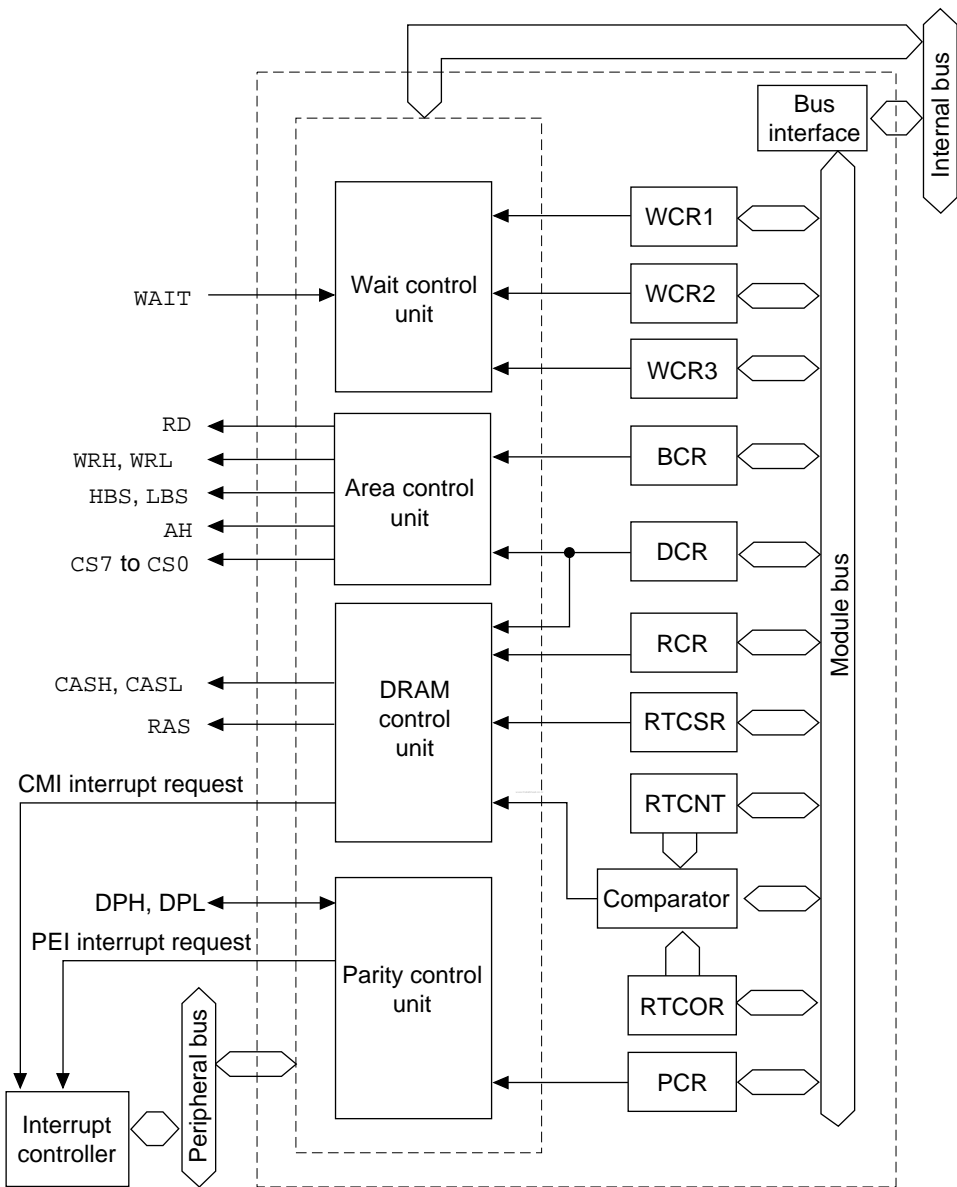 Internal bus
Bus
interface
WCR1
Wait control
unit
WCR2
WAIT
WCR3
RD
WRH, WRL
BCR
HBS, LBS
Area control
unit
AH
DCR
CS7 to CS0
Module bus
RCR
CASH, CASL
DRAM
control
unit
RAS
RTCSR
CMI interrupt request
RTCNT
Comparator
DPH, DPL
PEI interrupt request
Parity control
unit
RTCOR
Peripheral bus
PCR
Interrupt
controller